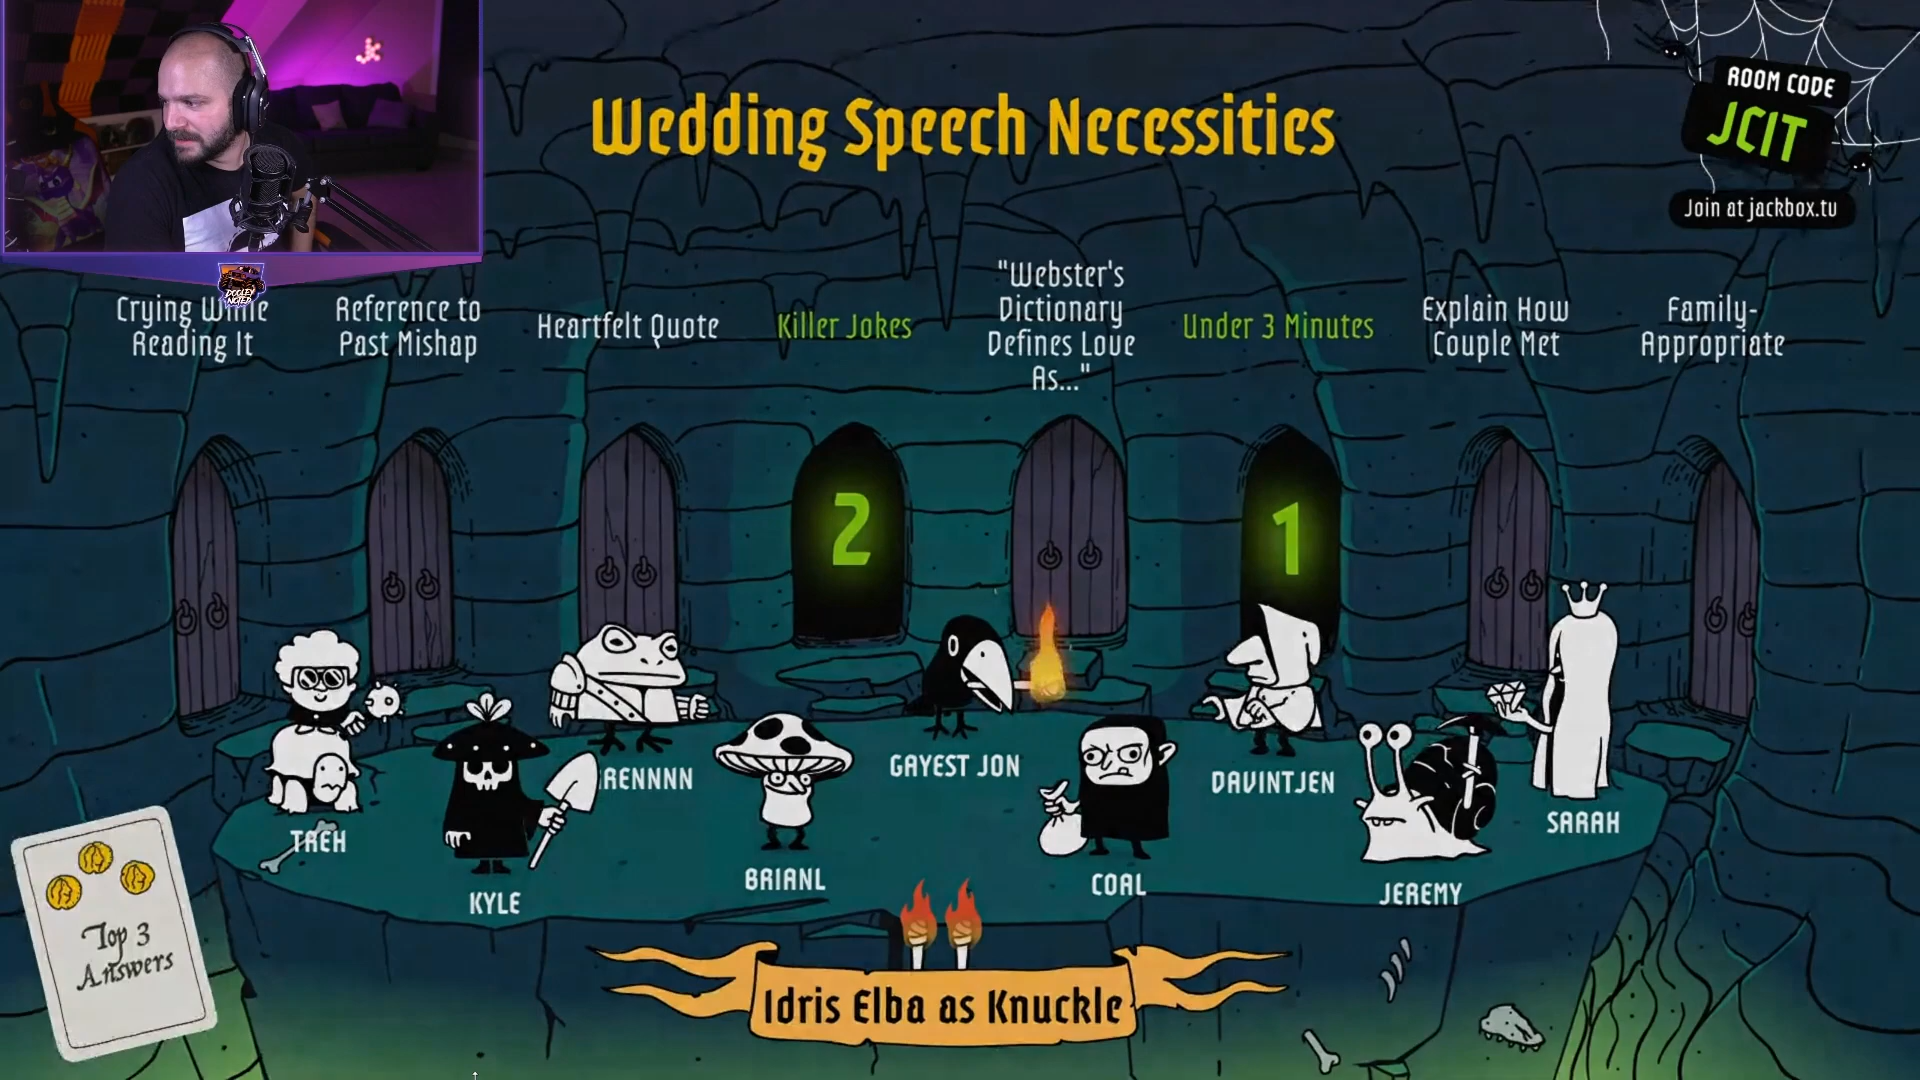 Wedding Speech Necessities
ROOM CODE
JCIT
Join at jackbox.tv
DOOLEY
NOTED
Crying While
Reading It
Reference to
Past Mishap
Heartfelt Quote
Killer Jokes
"Webster's
Dictionary
Defines Love
As..."
Under 3 Minutes
Explain How
Couple Met
Family-
Appropriate
2
1
TREH
KYLE
RENNNN
BRIANL
GAYEST JON
COAL
DAVINTJEN
JEREMY
SARAH
Top 3
Answers
Idris Elba as Knuckle